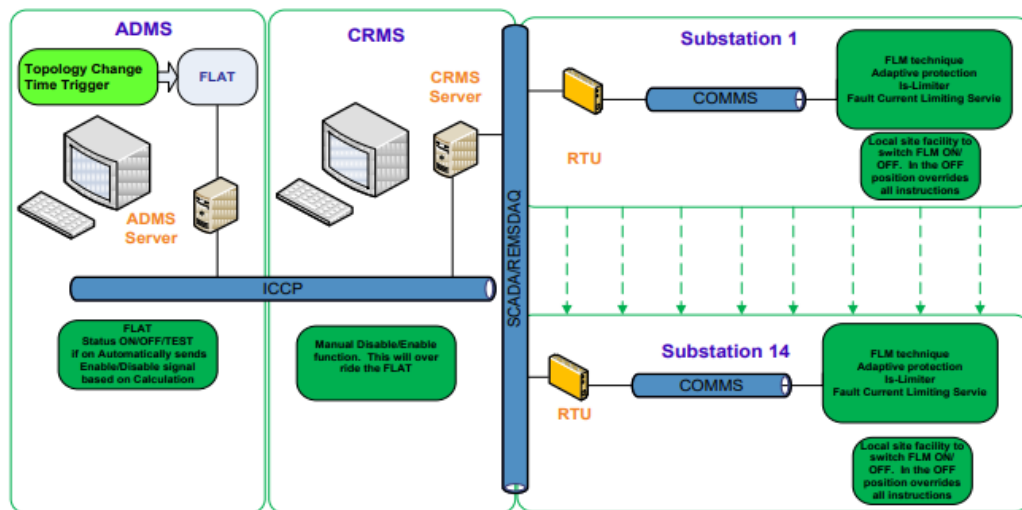 ADMS
Topology Change
Time Trigger
FLAT
ADMS
Server
CRMS
CRMS
Server
ICCP
FLAT
Status ON/OFF/TEST
if on Automatically sends
Enable/Disable signal
based on Calculation
Manual Disable/Enable
function. This will over
ride the FLAT
SCADA/REMSDAQ
Substation 1
RTU
COMMS
FLM technique
Adaptive protection
Is-Limiter
Fault Current Limiting Servie
Local site facility to
switch FLM ON/
OFF. In the OFF
position overrides
all instructions
Substation 14
RTU
COMMS
FLM technique
Adaptive protection
Is-Limiter
Fault Current Limiting Servie
Local site facility to
switch FLM ON/
OFF. In the OFF
position overrides
all instructions